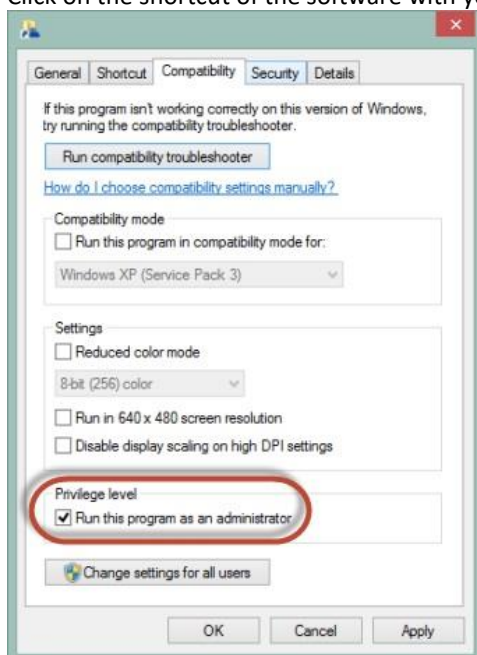 Click on the shortcut of the software with
General Shortcut Compatibility Security Details
If this program isn't working correctly on this version of Windows,
try running the compatibility troubleshooter.
Run compatibility troubleshooter
How do I choose compatibility settings manually?
Compatibility mode
Run this program in compatibility mode for:
Windows XP (Service Pack 3)
Settings
Reduced color mode
8-bit (256) color
Run in 640 x 480 screen resolution
Disable display scaling on high DPI settings
Privilege level
Run this program as an administrator
Change settings for all users
OK Cancel Apply